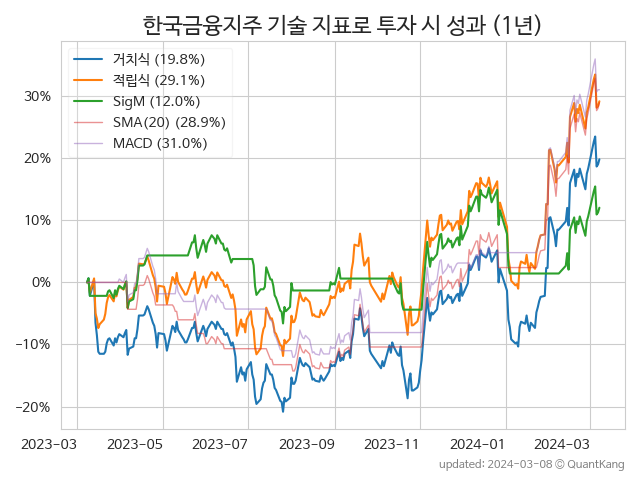 한국금융지주 기술 지표로 투자 시 성과 (1년)
거치식 (19.8%)
적립식 (29.1%)
SigM (12.0%)
SMA(20) (28.9%)
MACD (31.0%)
30%
20%
10%
0%
−10%
−20%
2023-03 2023-05 2023-07 2023-09 2023-11 2024-01 2024-03
updated: 2024-03-08 ⓒ QuantKang